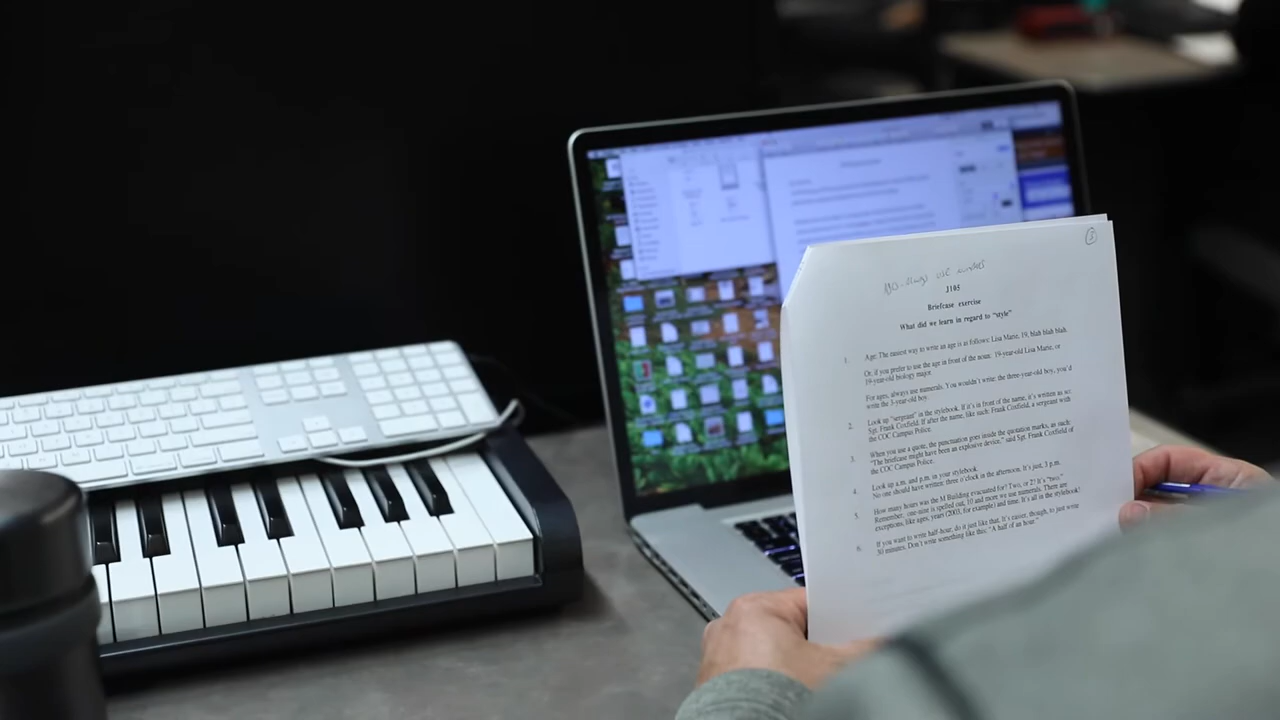 3
ages - always use numbers
J105
Briefcase exercise
What did we learn in regard to "style"
1. Age: The easiest way to write an age is as follows: Lisa Marie, 19, blah blah blah.
Or, if you prefer to use the age in front of the noun: 19-year-old Lisa Marie, or
19-year-old biology major.
For ages, always use numerals. You wouldn't write: the three-year-old boy, you'd
write the 3-year-old boy.
2. Look up "sergeant" in the stylebook. If it's in front of the name, it's written as so:
Sgt. Frank Coxfield. If after the name, like such: Frank Coxfield, a sergeant with
the COC Campus Police.
3. When you use a quote, the punctuation goes inside the quotation marks, as such:
"The briefcase might have been an explosive device," said Sgt. Frank Coxfield of
the COC Campus Police.
4. Look up a.m. and p.m. in your stylebook.
No one should have written: three o'clock in the afternoon. It's just, 3 p.m.
5. How many hours was the M Building evacuated for? Two, or 2? It's "two."
Remember, one-nine is spelled out, 10 and more we use numerals. There are
exceptions, like ages, years (2003, for example) and time. It's all in the stylebook!
6. If you want to write half-hour, do it just like that. It's easier, though, to just write
30 minutes. Don't write something like this: "A half of an hour."